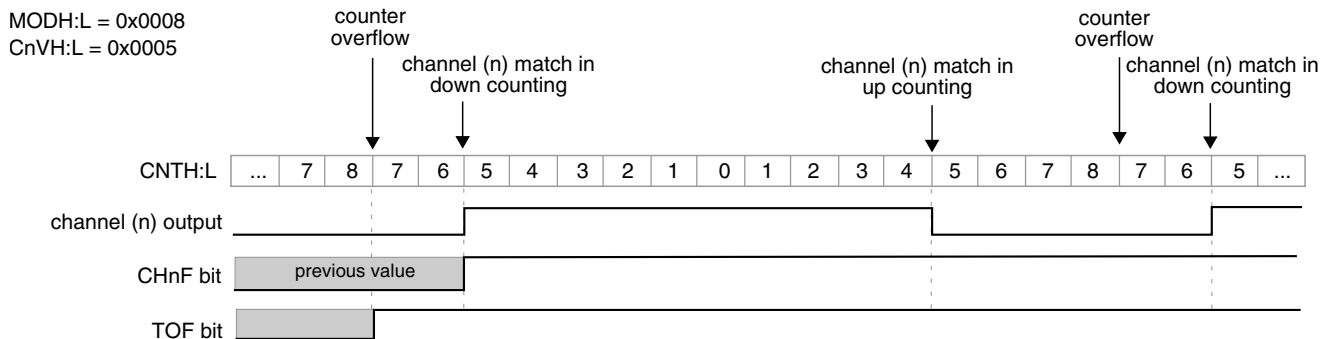 MODH:L = 0x0008
CnVH:L = 0x0005
counter
overflow
channel (n) match in
down counting
channel (n) match in
up counting
counter
overflow
channel (n) match in
down counting
CNTH:L ... 7 8 7 6 5 4 3 2 1 0 1 2 3 4 5 6 7 8 7 6 5 ...
channel (n) output
CHnF bit previous value
TOF bit